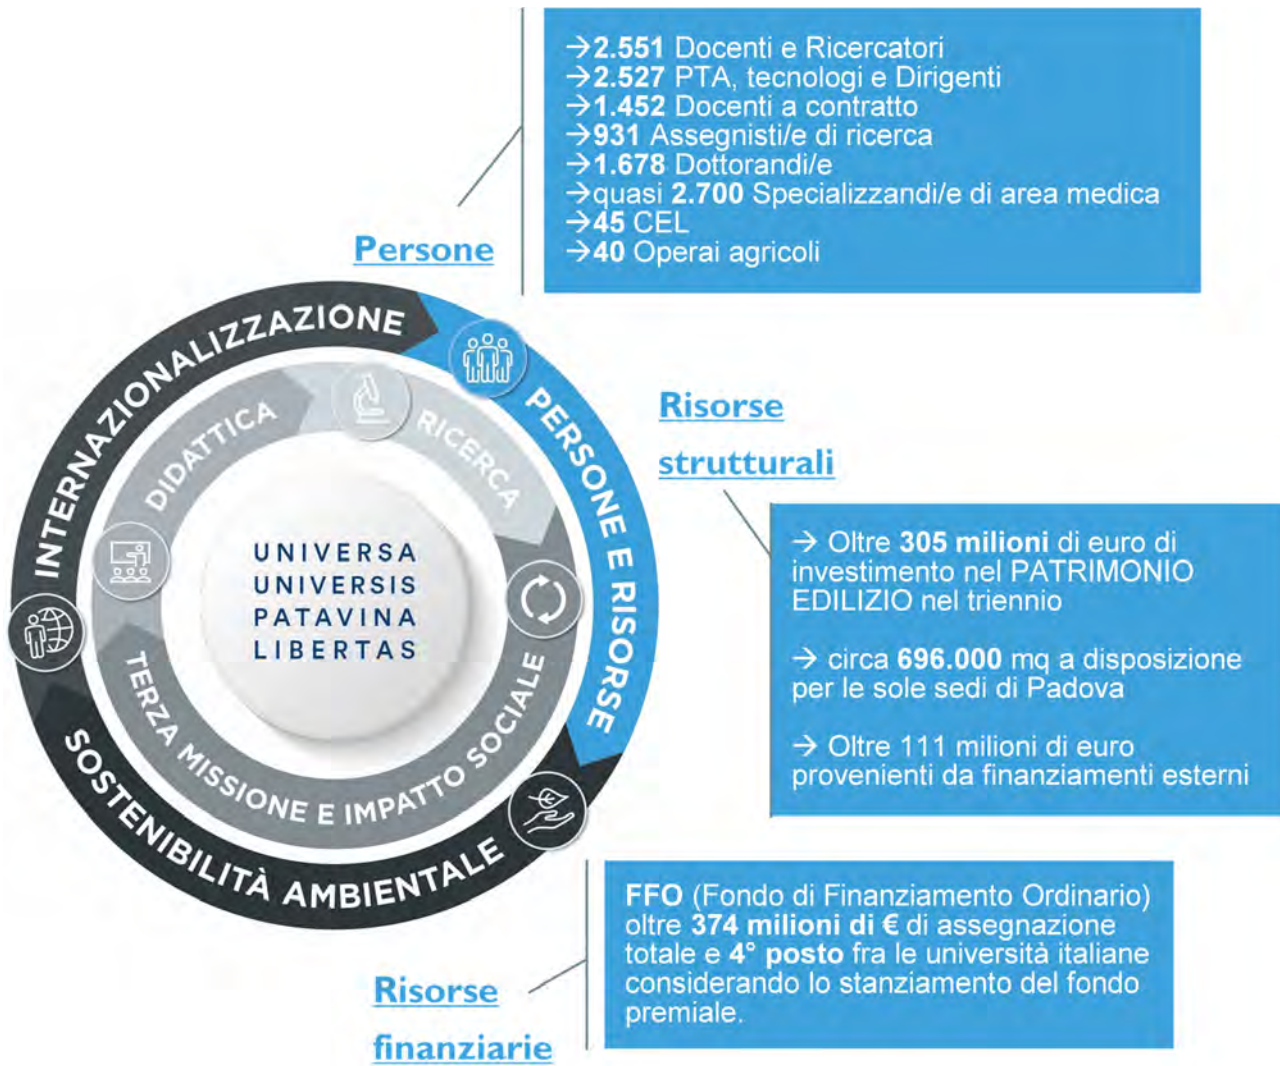 →2.551 Docenti e Ricercatori
→2.527 PTA, tecnologi e Dirigenti
→1.452 Docenti a contratto
→931 Assegnisti/e di ricerca
→1.678 Dottorandi/e
→quasi 2.700 Specializzandi/e di area medica
→45 CEL
→40 Operai agricoli
Persone
INTERNAZIONALIZZAZIONE
PERSONE E RISORSE
SOSTENIBILITÀ AMBIENTALE
DIDATTICA
RICERCA
TERZA MISSIONE E IMPATTO SOCIALE
UNIVERSA
UNIVERSIS
PATAVINA
LIBERTAS
Risorse
strutturali
→ Oltre 305 milioni di euro di
investimento nel PATRIMONIO
EDILIZIO nel triennio
→ circa 696.000 mq a disposizione
per le sole sedi di Padova
→ Oltre 111 milioni di euro
provenienti da finanziamenti esterni
Risorse
finanziarie
FFO (Fondo di Finanziamento Ordinario)
oltre 374 milioni di € di assegnazione
totale e 4° posto fra le università italiane
considerando lo stanziamento del fondo
premiale.